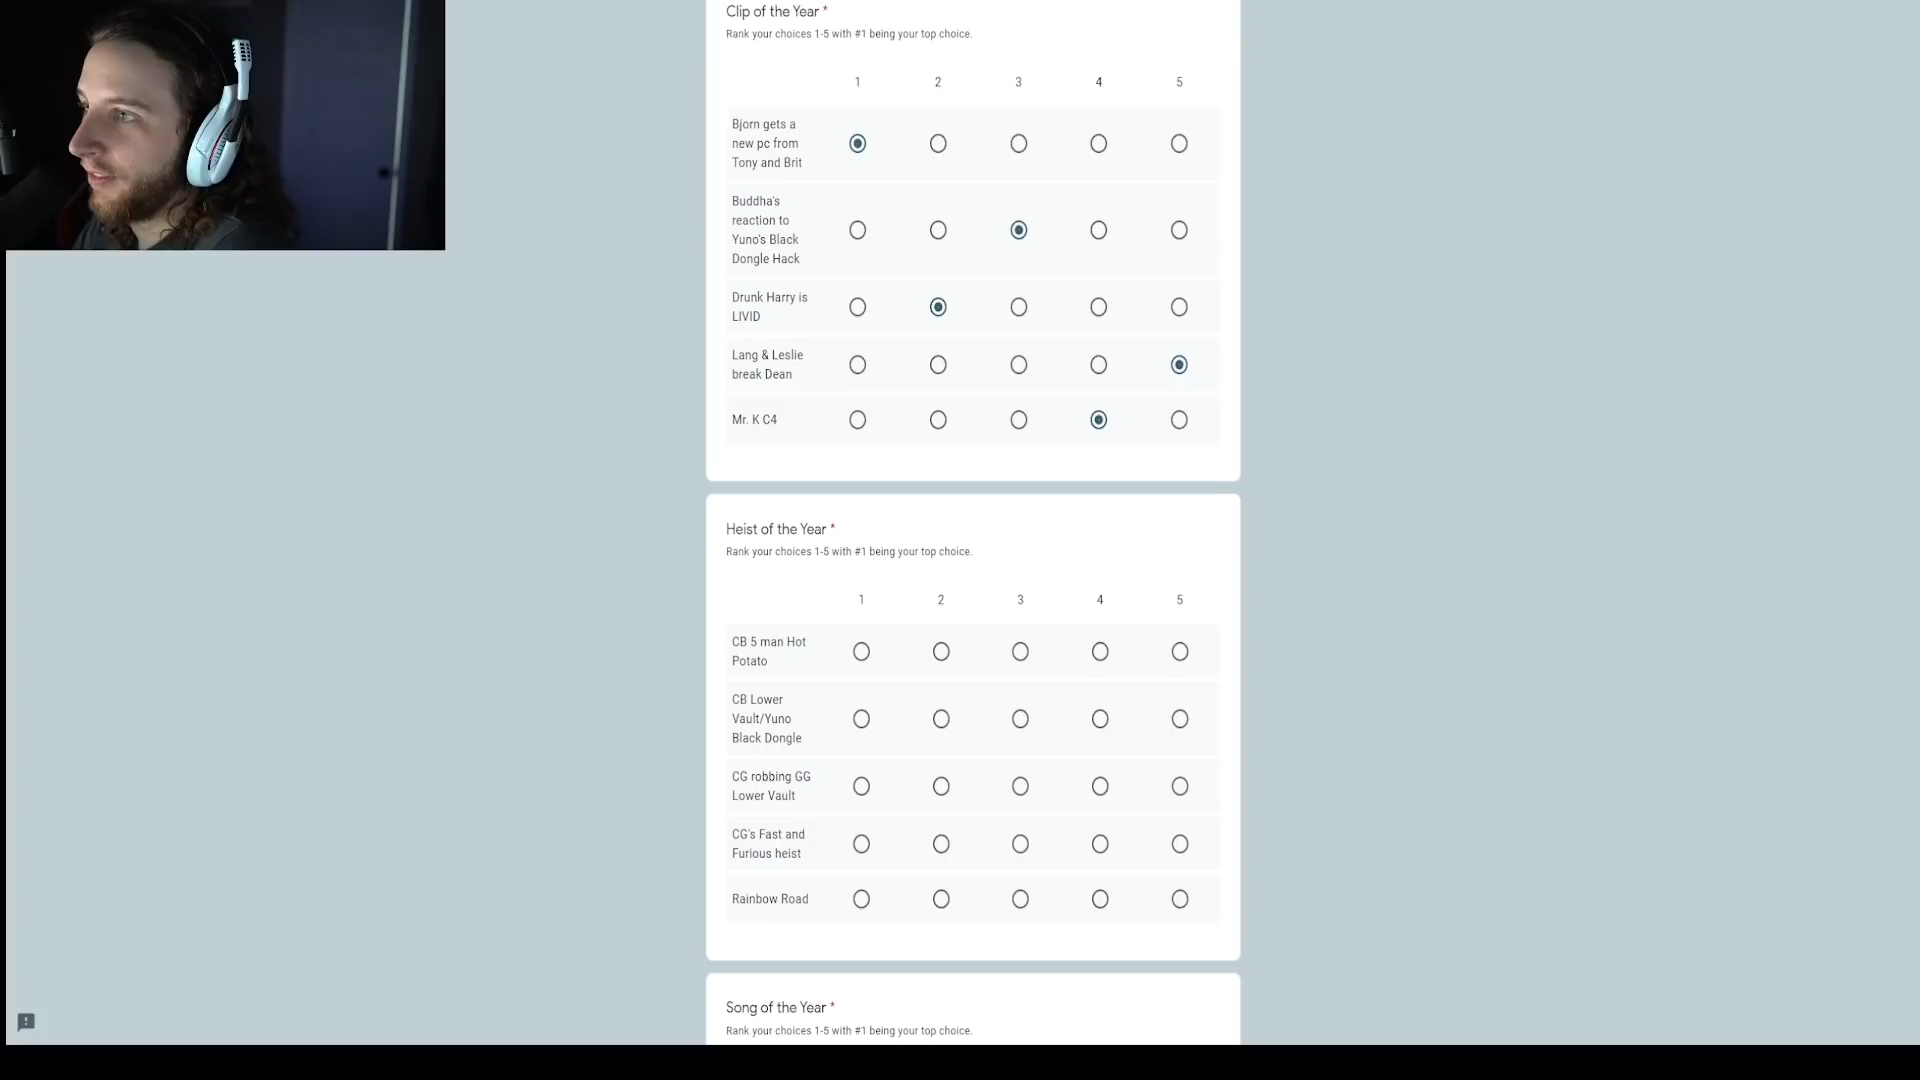 Clip of the Year *
Rank your choices 1-5 with #1 being your top choice.
1 2 3 4 5
Bjorn gets a
new pc from
Tony and Brit
Buddha's
reaction to
Yuno's Black
Dongle Hack
Drunk Harry is
LIVID
Lang & Leslie
break Dean
Mr. K C4
Heist of the Year *
Rank your choices 1-5 with #1 being your top choice.
1 2 3 4 5
CB 5 man Hot
Potato
CB Lower
Vault/Yuno
Black Dongle
CG robbing GG
Lower Vault
CG's Fast and
Furious heist
Rainbow Road
Song of the Year *
Rank your choices 1-5 with #1 being your top choice.